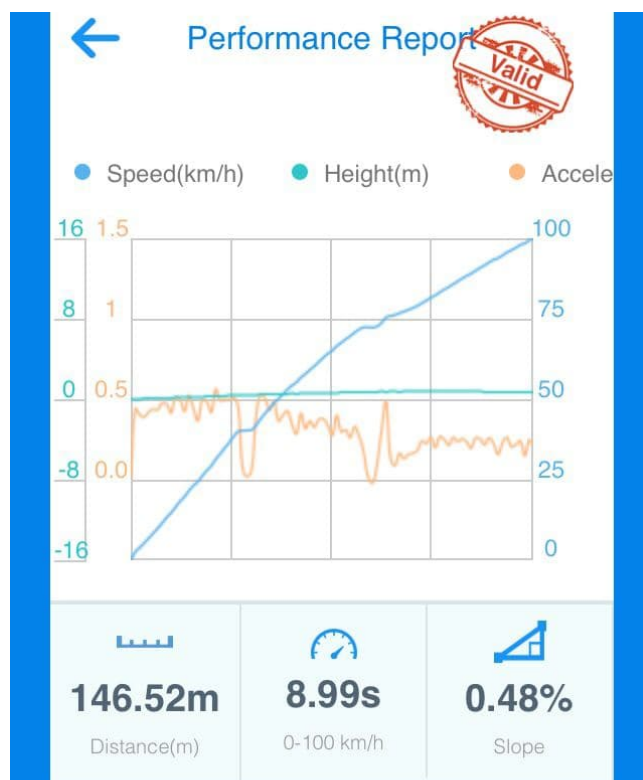 Performance Report
Valid
Speed(km/h) Height(m) Accele
16 1.5 100
8 1 75
0 0.5 50
-8 0.0 25
-16 0
146.52m 8.99s 0.48%
Distance(m) 0-100 km/h Slope